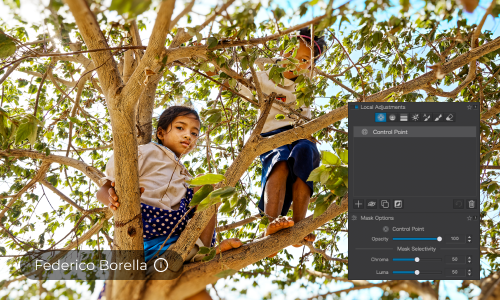 Local Adjustments
Control Point
Mask Options
Control Point
Opacity 100
Mask Selectivity
Chroma 50
Luma 50
Federico Borella